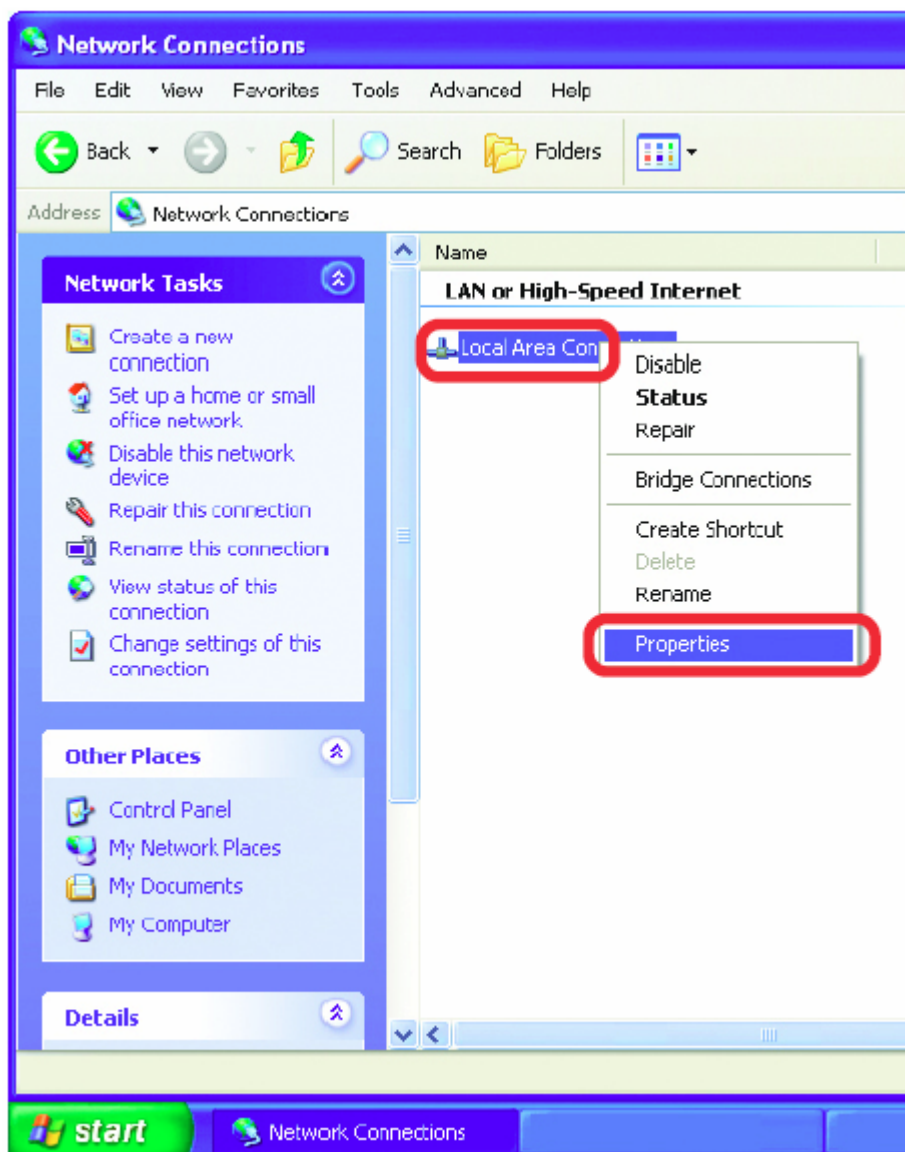 Network Connections
File Edit View Favorites Tools Advanced Help
Back Search Folders
Address Network Connections
Network Tasks
Create a new
connection
Set up a home or small
office network
Disable this network
device
Repair this connection
Rename this connection
View status of this
connection
Change settings of this
connection
Other Places
Control Panel
My Network Places
My Documents
My Computer
Details
Name
LAN or High-Speed Internet
Local Area Con
Disable
Status
Repair
Bridge Connections
Create Shortcut
Delete
Rename
Properties
start Network Connections